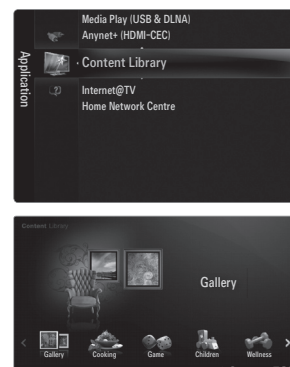 Media Play (USB & DLNA)
Anynet+ (HDMI-CEC)
Application
· Content Library
Internet@TV
Home Network Centre
Content Library
Gallery
Gallery
Cooking
Game
Children
Wellness